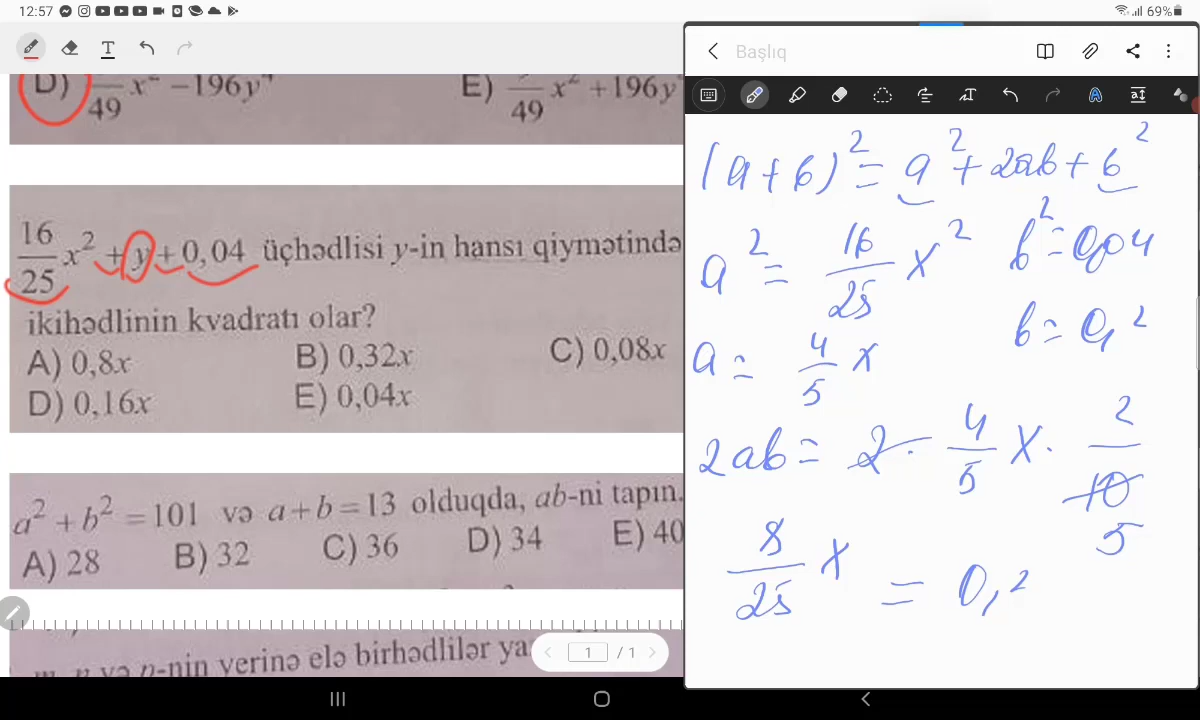 12:57
69%
D) /49 x² −196y⁴
E) /49 x² +196y
16/25 x² + y + 0,04 üçhədlisi y-in hansı qiymətində
ikihədlinin kvadratı olar?
A) 0,8x B) 0,32x C) 0,08x
D) 0,16x E) 0,04x
a² + b² = 101 və a + b = 13 olduqda, ab-ni tapın.
A) 28 B) 32 C) 36 D) 34 E) 40
n və p-nin yerinə elə birhədlilər ya
1 / 1
Başlıq
(a+b)² = a² + 2ab + b²
a² = 16/25 x² b² = 0,04
a = 4/5 x b = 0,2
2ab = 2 · 4/5 x · 2/10 5
8/25 x = 0,2